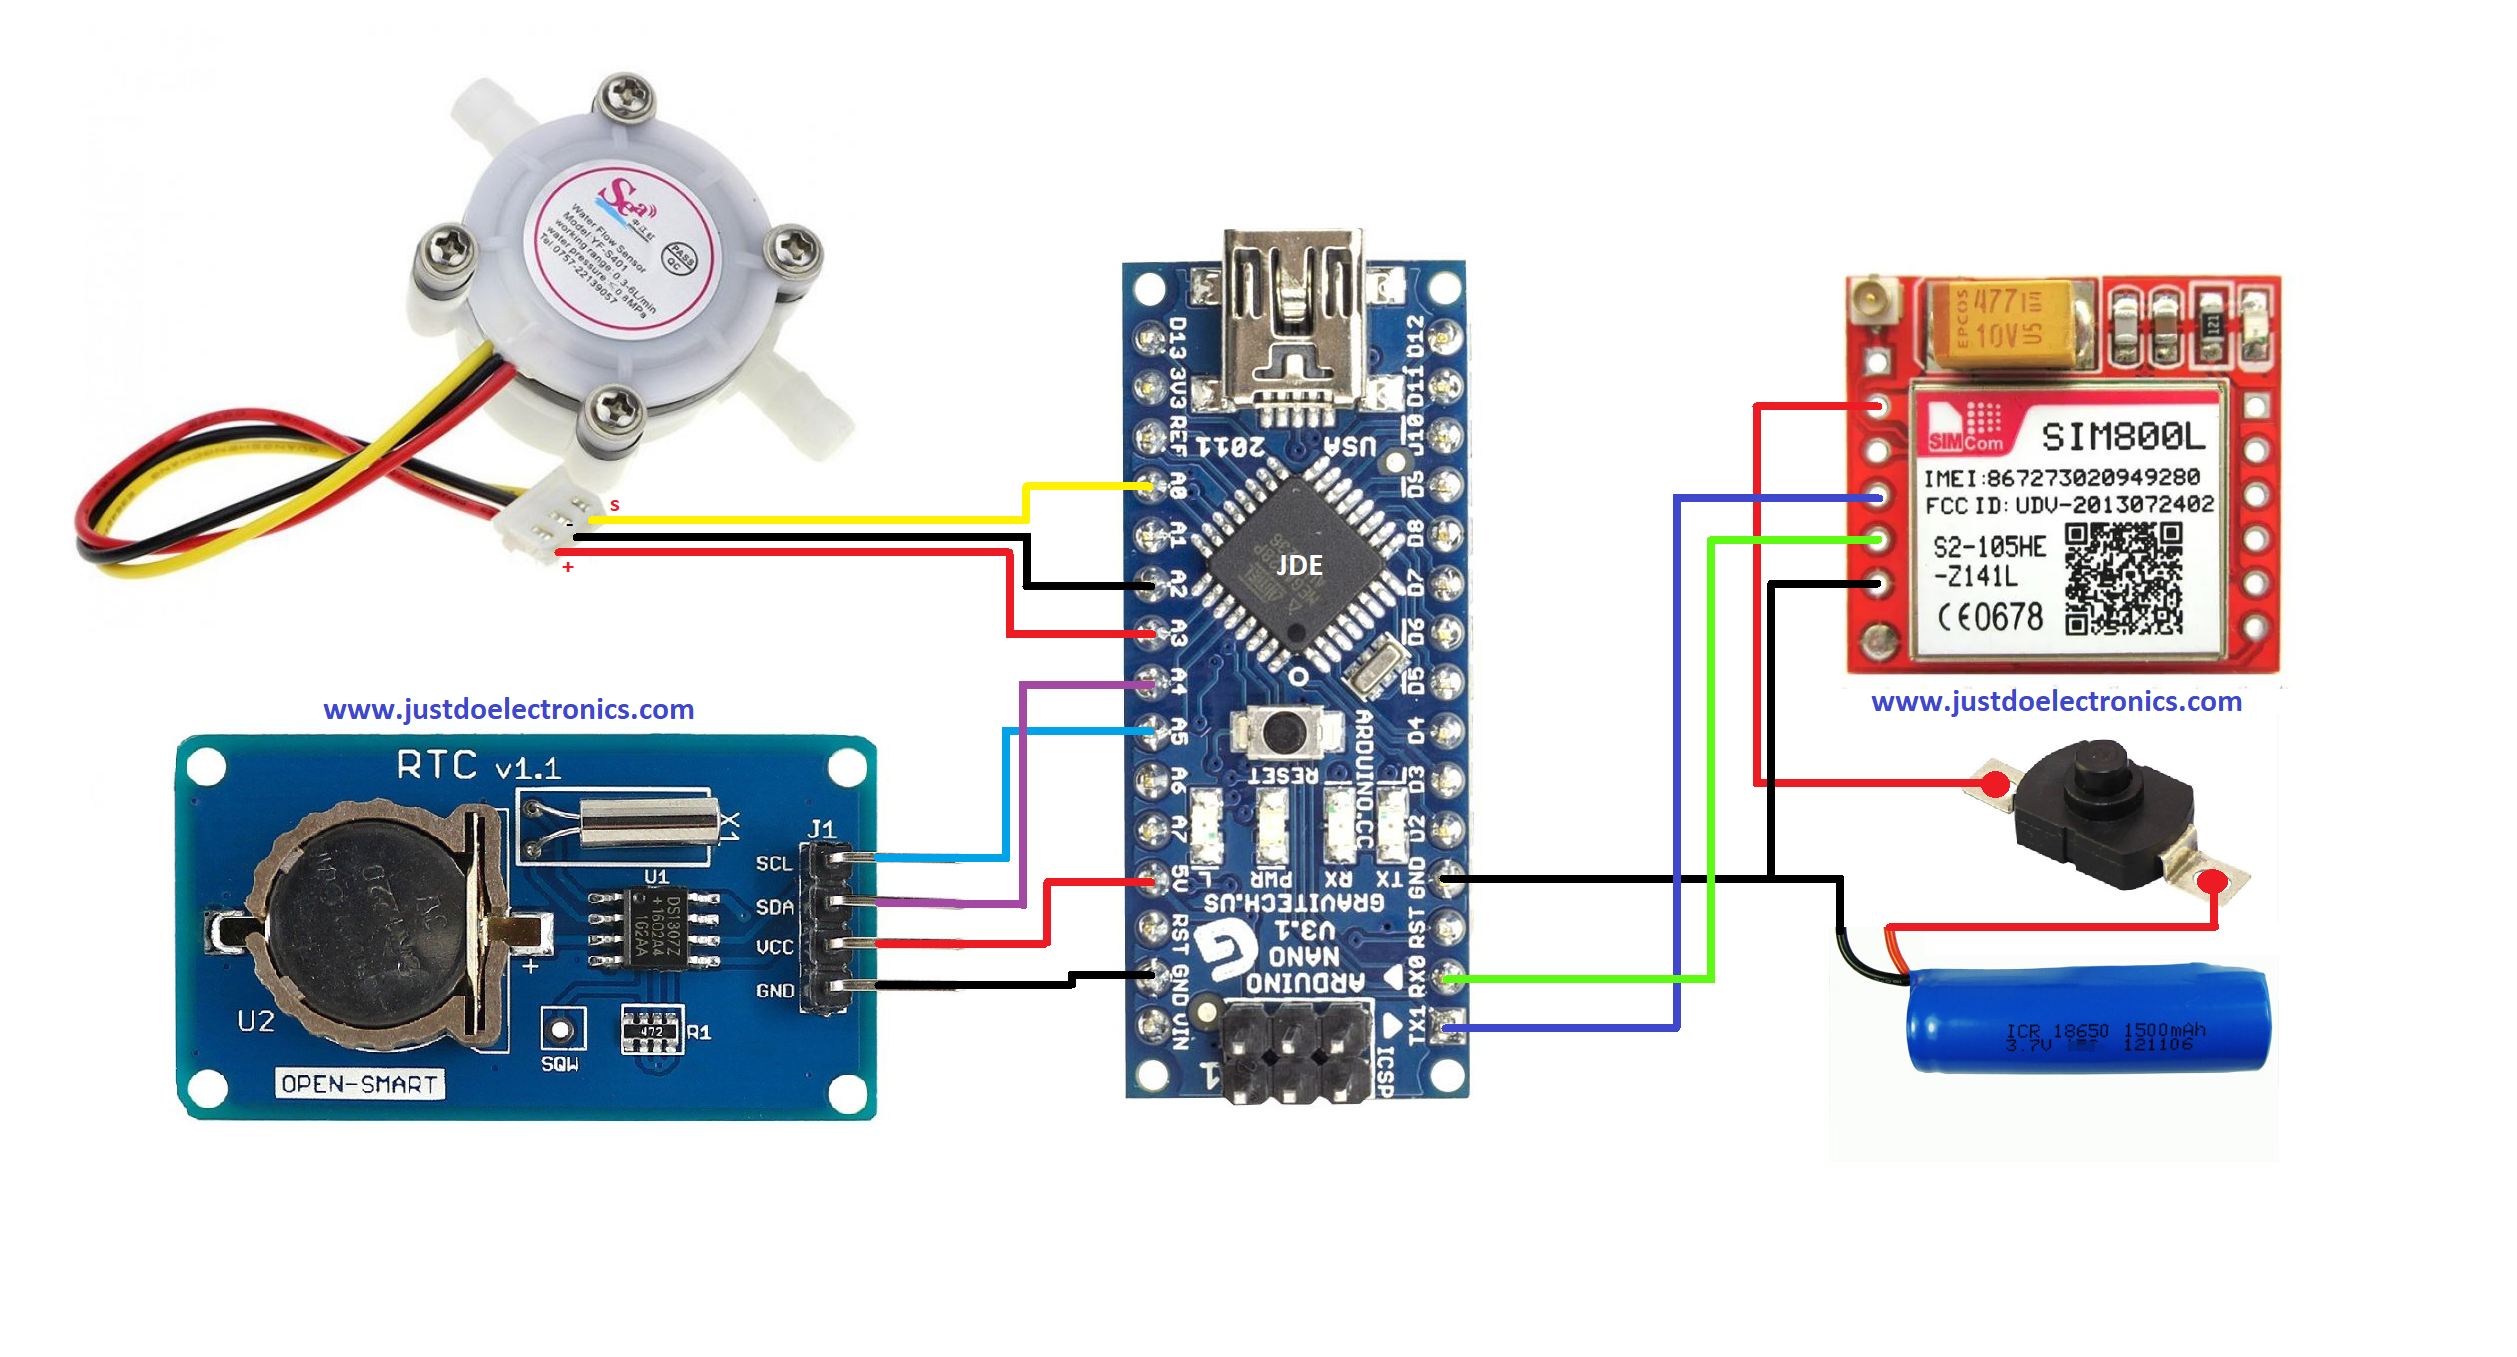 Sea
Water Flow Sensor
Model: YF-S401
working range: 0.3-6L/min
water pressure: ≤0.8MPa
Tel 0757-22139057
PASS
QC
S
-
+
www.justdoelectronics.com
RTC v1.1
X1
J1
SCL
SDA
VCC
GND
U1
DS1307Z
+1602A4
102AA
U2
+
SQW
472
R1
OPEN-SMART
D13
3V3
REF
A0
A1
A2
A3
A4
A5
A6
A7
5V
RST
GND
VIN
D12
D11
D10
D9
D8
D7
D6
D5
D4
D3
D2
GND
RST
RX0
TX1
2011
USA
JDE
RESET
ARDUINO.CC
L
PWR
RX
TX
GRAVITECH.US
V3.1
NANO
ARDUINO
G
1
ICSP
EPCOS
477
10V
121
SIMCom
SIM800L
IMEI:867273020949280
FCC ID: UDV-2013072402
S2-105HE
-Z141L
CE0678
www.justdoelectronics.com
ICR 18650 1500mAh
3.7V 121106